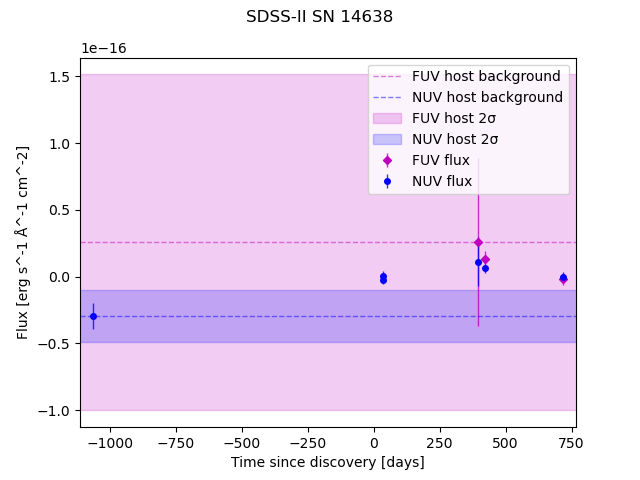 SDSS-II SN 14638
1e−16
FUV host background
NUV host background
FUV host 2σ
NUV host 2σ
FUV flux
NUV flux
1.5
1.0
0.5
0.0
−0.5
−1.0
Flux [erg s^-1 Å^-1 cm^-2]
−1000 −750 −500 −250 0 250 500 750
Time since discovery [days]